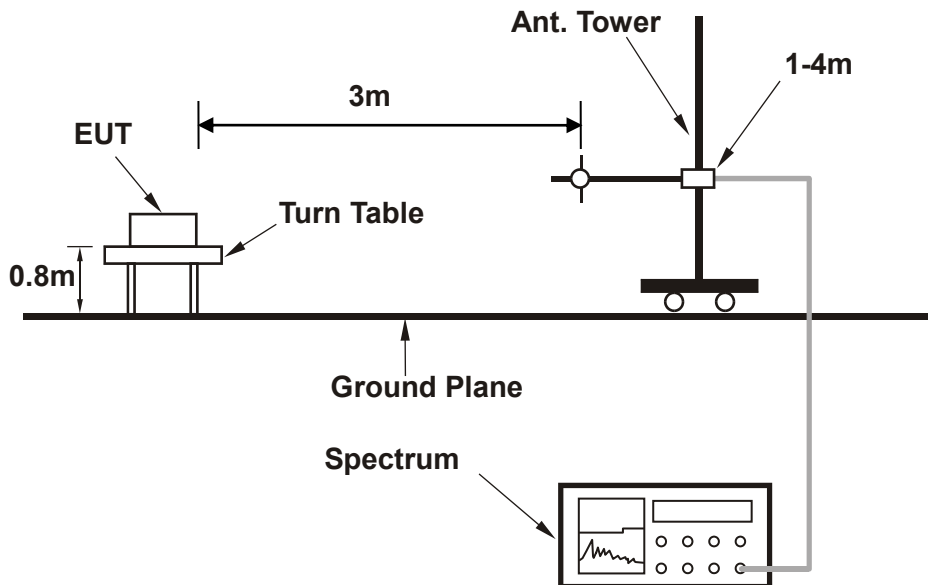 Ant. Tower
1-4m
3m
EUT
Turn Table
0.8m
Ground Plane
Spectrum